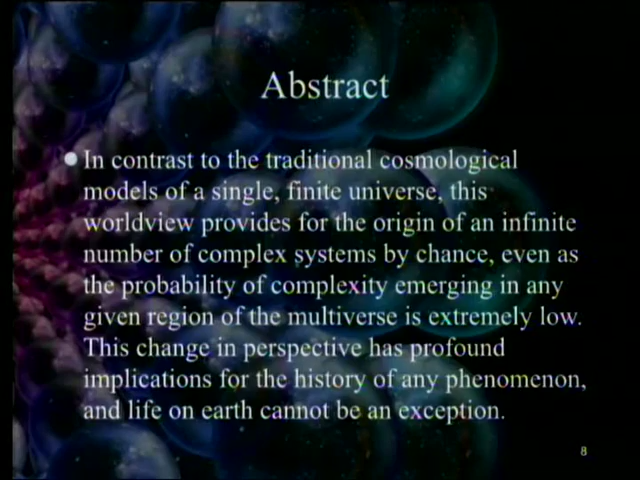 Abstract
In contrast to the traditional cosmological
models of a single, finite universe, this
worldview provides for the origin of an infinite
number of complex systems by chance, even as
the probability of complexity emerging in any
given region of the multiverse is extremely low.
This change in perspective has profound
implications for the history of any phenomenon,
and life on earth cannot be an exception.
8